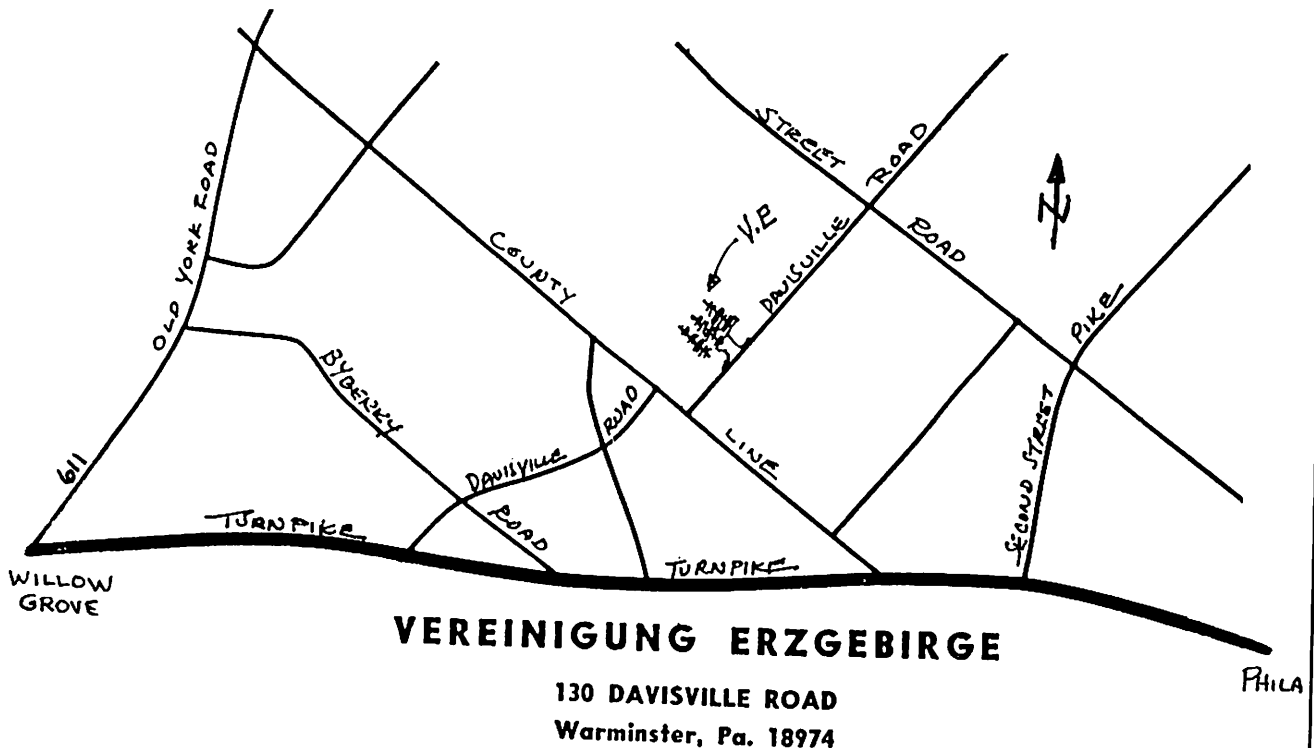 OLD YORK ROAD
611
BYBERRY
ROAD
DAVISVILLE
ROAD
COUNTY
LINE
V.E
STREET
ROAD
DAVISVILLE
ROAD
N
SECOND STREET
PIKE
TURNPIKE
TURNPIKE
WILLOW
GROVE
PHILA
VEREINIGUNG ERZGEBIRGE
130 DAVISVILLE ROAD
Warminster, Pa. 18974